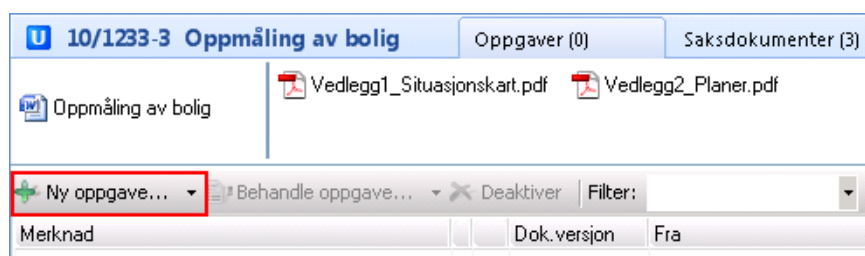 U 10/1233-3 Oppmåling av bolig Oppgaver (0) Saksdokumenter (3)
Vedlegg1_Situasjonskart.pdf Vedlegg2_Planer.pdf
Oppmåling av bolig
Ny oppgave... Behandle oppgave... Deaktiver Filter:
Merknad Dok.versjon Fra